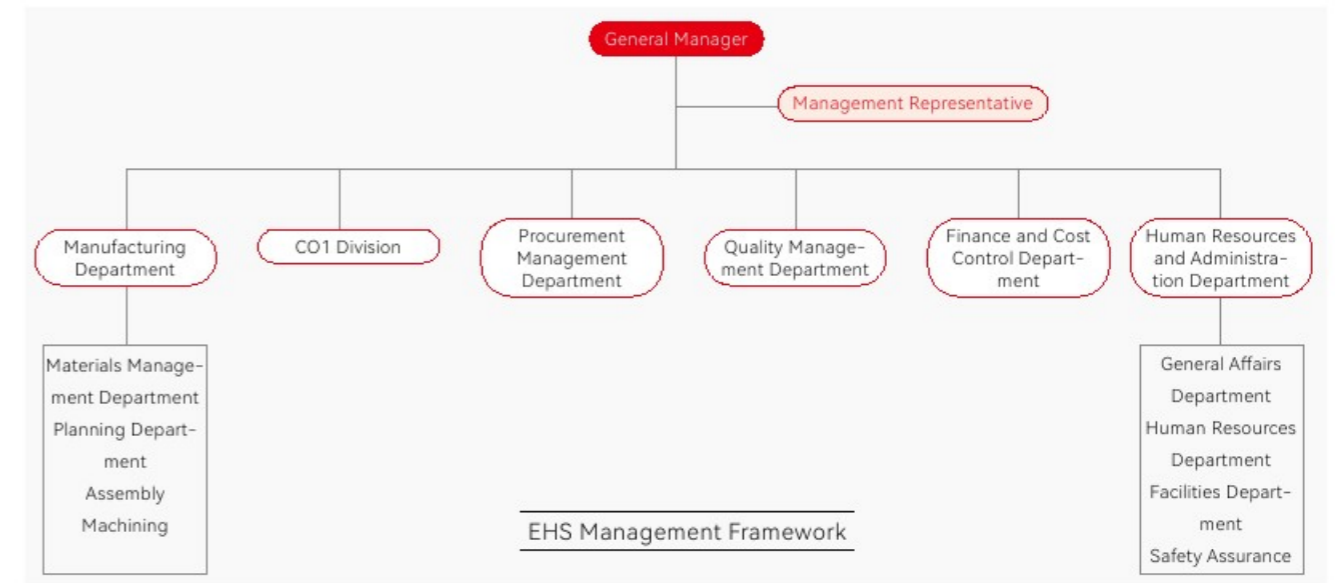 General Manager
Management Representative
Manufacturing
Department
CO1 Division
Procurement
Management
Department
Quality Manage-
ment Department
Finance and Cost
Control Depart-
ment
Human Resources
and Administra-
tion Department
Materials Manage-
ment Department
Planning Depart-
ment
Assembly
Machining
General Affairs
Department
Human Resources
Department
Facilities Depart-
ment
Safety Assurance
EHS Management Framework